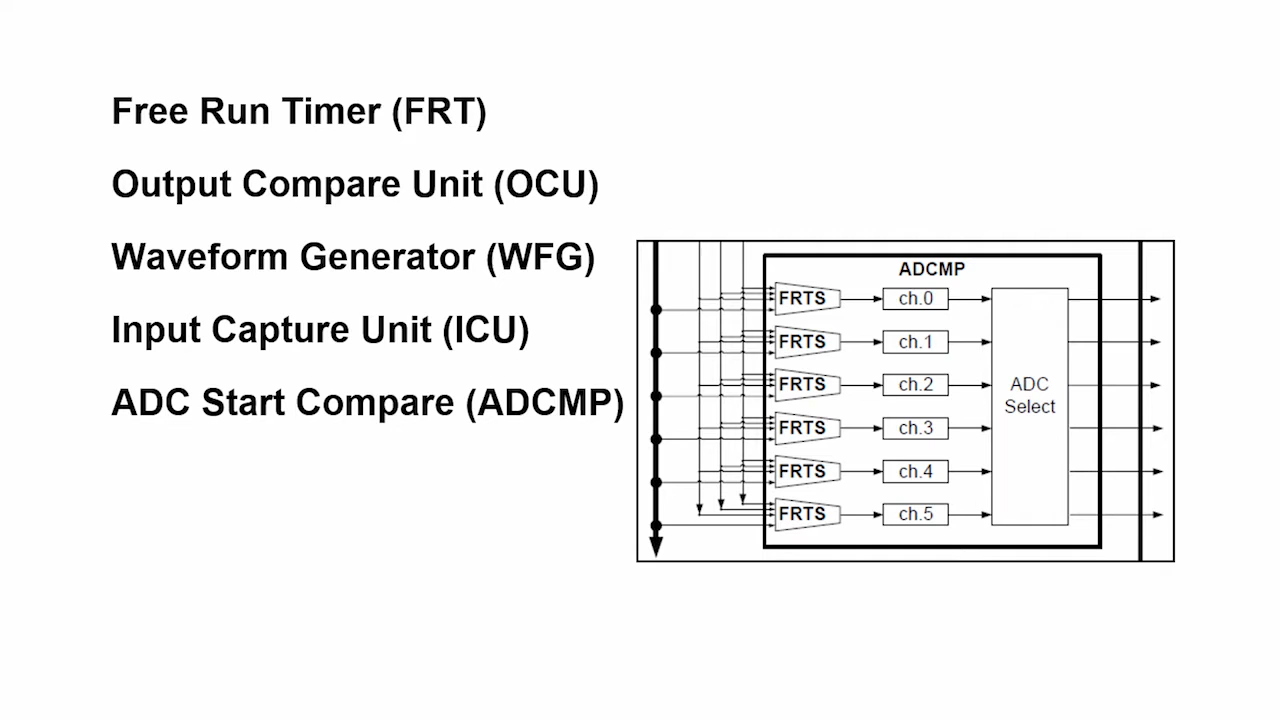 Free Run Timer (FRT)
Output Compare Unit (OCU)
Waveform Generator (WFG)
Input Capture Unit (ICU)
ADC Start Compare (ADCMP)
ADCMP
FRTS ch.0
FRTS ch.1
FRTS ch.2
FRTS ch.3
FRTS ch.4
FRTS ch.5
ADC
Select